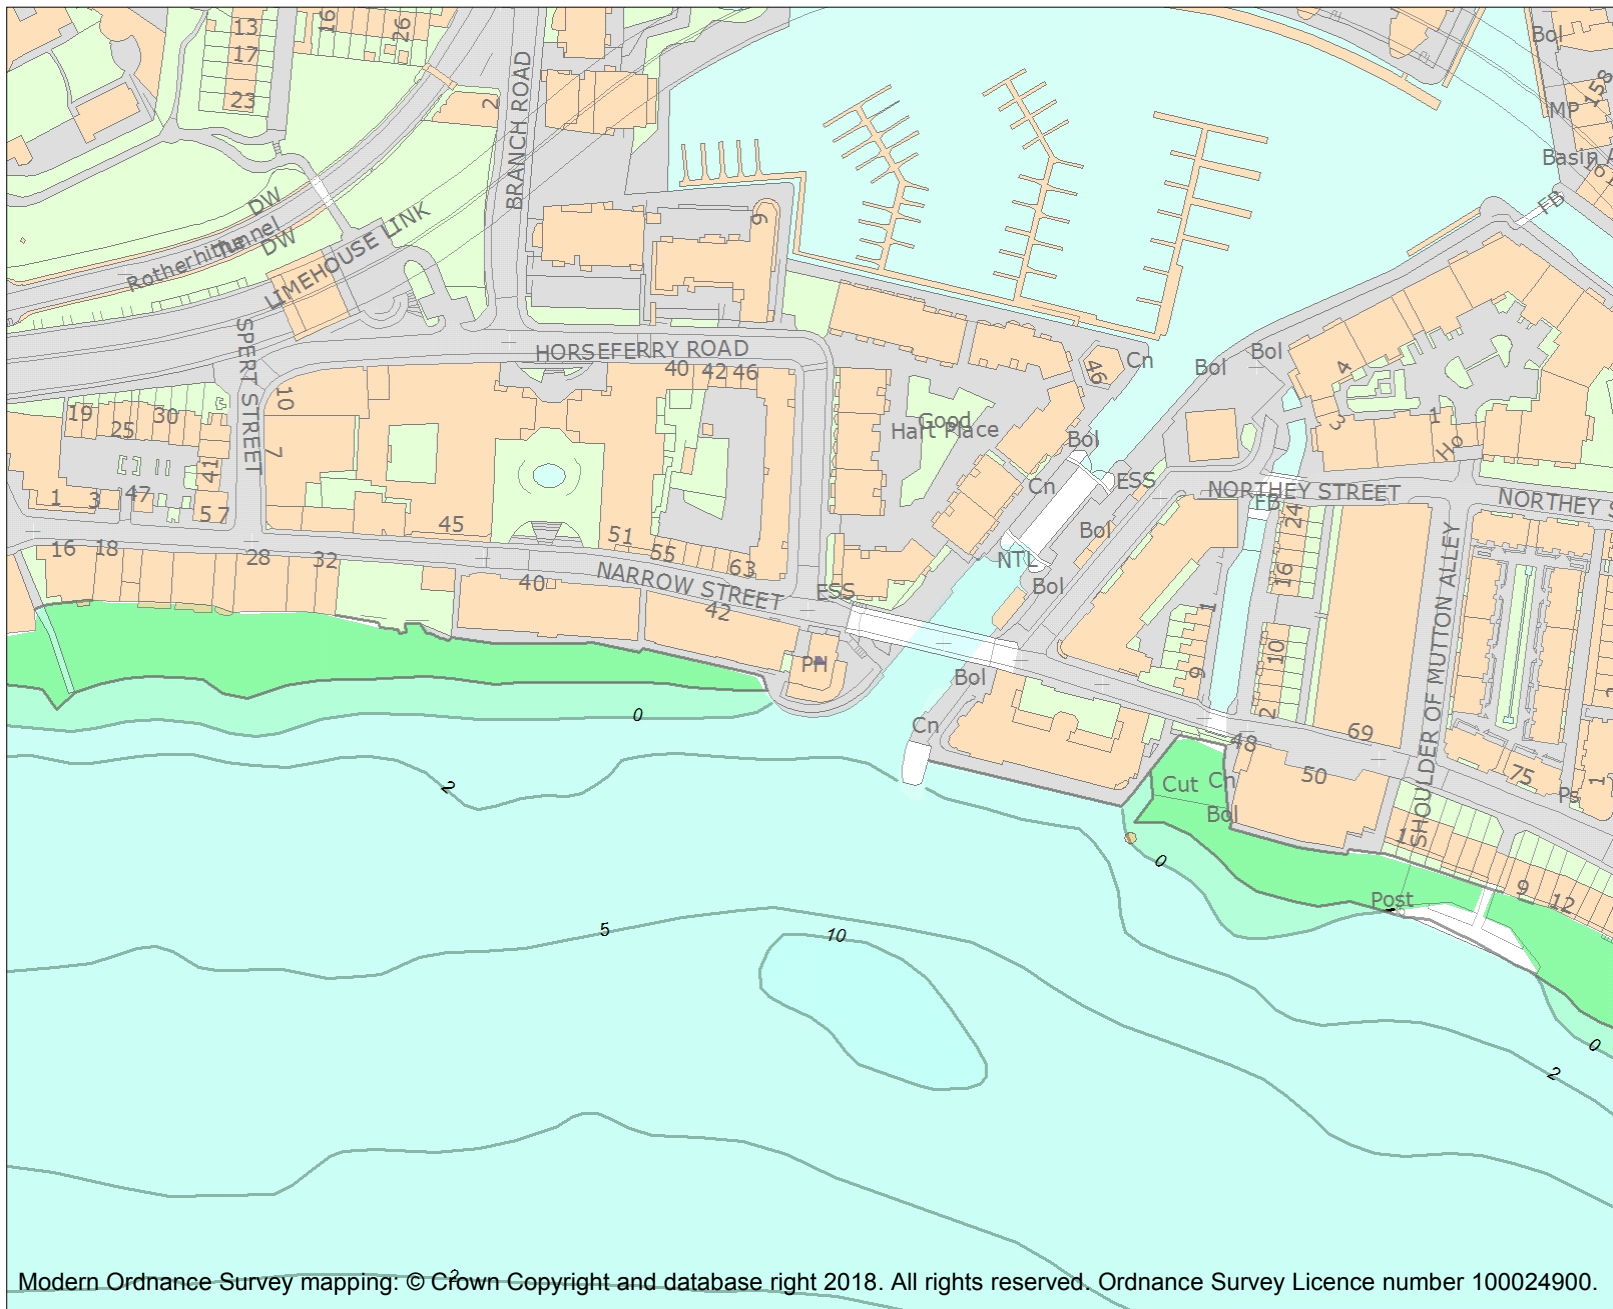 13
16
26
17
23
2
BRANCH ROAD
Bol
158
MP
Basin A
161
FB
DW
Rotherhithe
Tunnel
DW
LIMEHOUSE LINK
9
SPERT STREET
HORSEFERRY ROAD
40
42
46
46
Cn
Bol
Bol
4
3
1
Ho
10
7
19
25
30
41
1
3
47
57
Good
Hart Place
Bol
Cn
ESS
NORTHEY STREET
FB
NORTHEY S
24
16
18
28
32
45
51
55
63
40
NARROW STREET
42
ESS
NTL
Bol
Bol
16
1
10
9
2
SHOULDER OF MUTTON ALLEY
PH
Bol
Cn
48
69
50
75
Ps
1
Cut
Cn
Bol
1
9
12
Post
0
2
0
5
10
0
2
2
Modern Ordnance Survey mapping: © Crown Copyright and database right 2018. All rights reserved. Ordnance Survey Licence number 100024900.